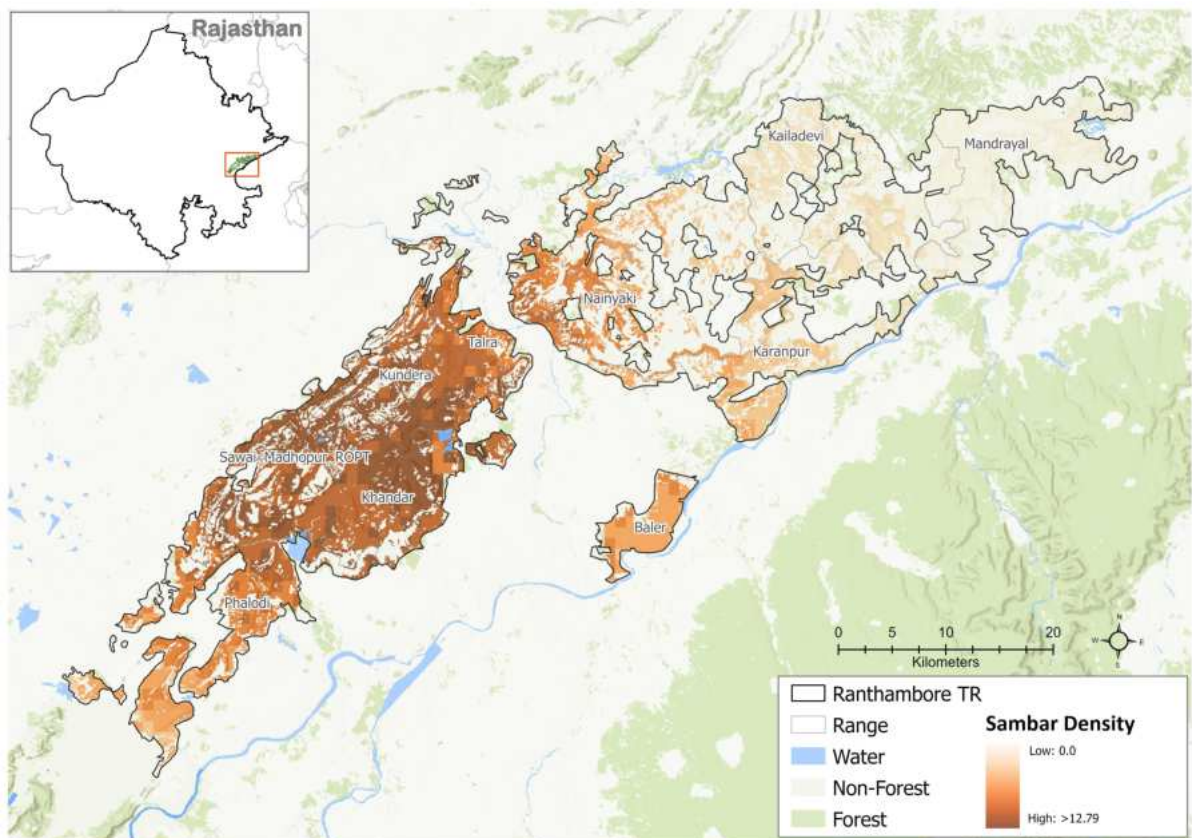 Rajasthan
Kailadevi
Mandrayal
Nainyaki
Talra
Karanpur
Kundera
Sawai Madhopur ROPT
Khandar
Baler
Phalodi
0 5 10 20
Kilometers
N
W E
S
Ranthambore TR
Range
Water
Non-Forest
Forest
Sambar Density
Low: 0.0
High: >12.79